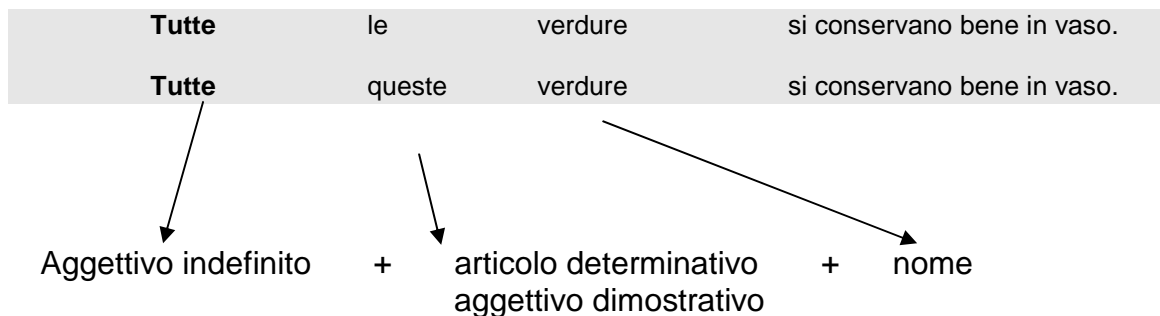 Tutte le verdure si conservano bene in vaso.
Tutte queste verdure si conservano bene in vaso.
Aggettivo indefinito + articolo determinativo + nome
aggettivo dimostrativo